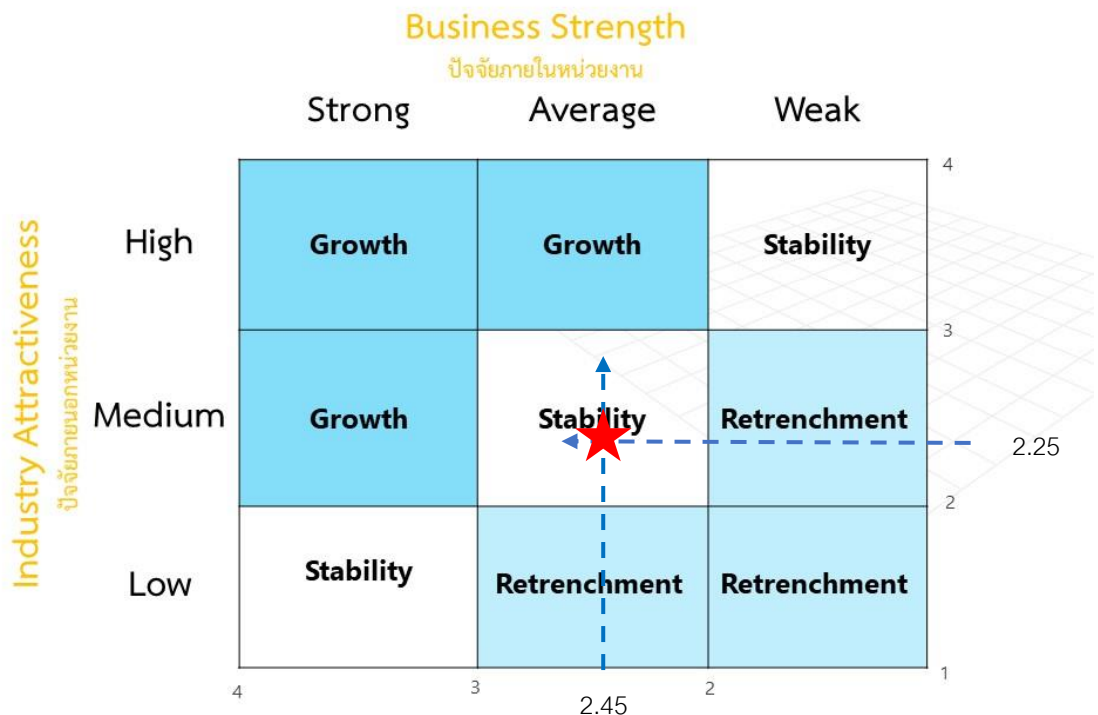 Business Strength
ปัจจัยภายในหน่วยงาน
Strong Average Weak
Industry Attractiveness
ปัจจัยภายนอกหน่วยงาน
4
High Growth Growth Stability
3
Medium Growth Stability Retrenchment
2.25
2
Low Stability Retrenchment Retrenchment
1
4 3 2
2.45